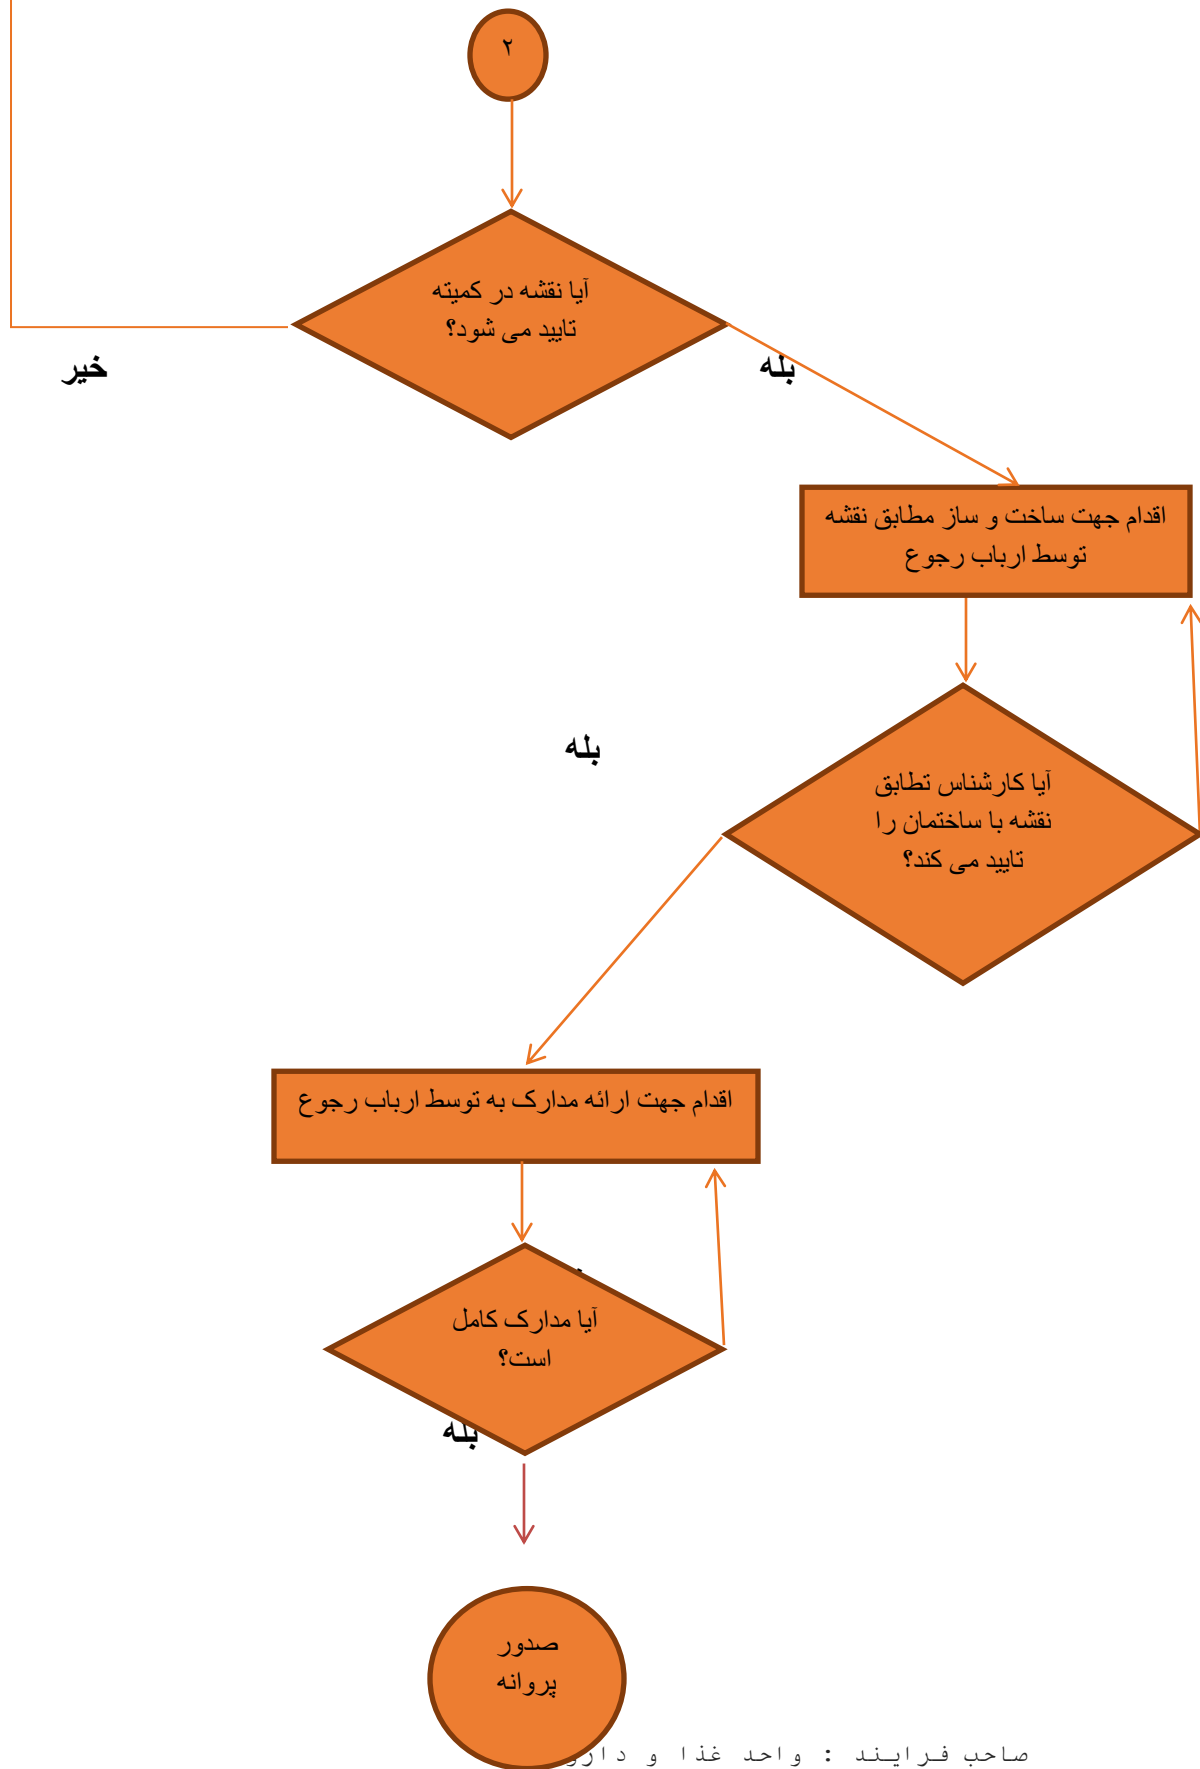 ۲
آیا نقشه در کمیته
تایید می شود؟
خیر
بله
اقدام جهت ساخت و ساز مطابق نقشه
توسط ارباب رجوع
بله
آیا کارشناس تطابق
نقشه با ساختمان را
تایید می کند؟
اقدام جهت ارائه مدارک به توسط ارباب رجوع
آیا مدارک کامل
است؟
بله
صدور
پروانه
صاحب فرایند : واحد غذا و دارو